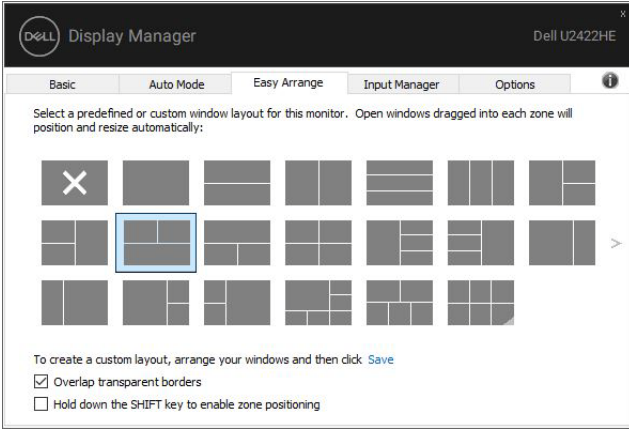 x
DELL Display Manager
Dell U2422HE
Basic Auto Mode Easy Arrange Input Manager Options
Select a predefined or custom window layout for this monitor. Open windows dragged into each zone will
position and resize automatically:
>
To create a custom layout, arrange your windows and then click Save
Overlap transparent borders
Hold down the SHIFT key to enable zone positioning